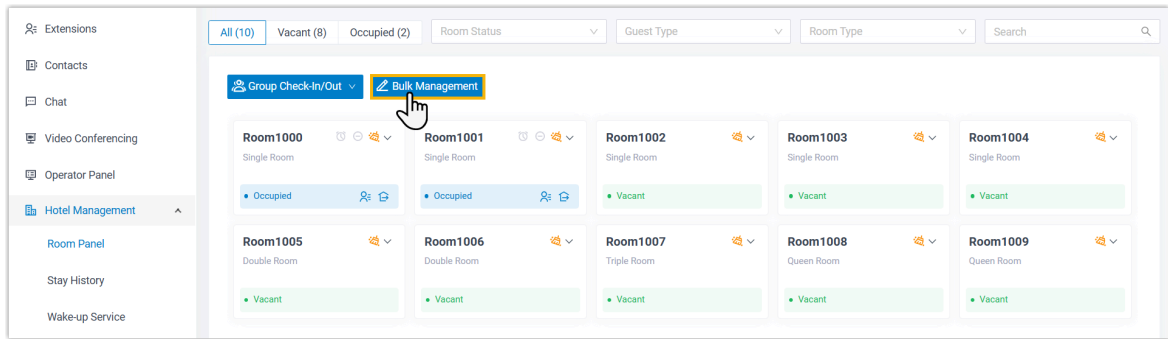 Extensions
Contacts
Chat
Video Conferencing
Operator Panel
Hotel Management
Room Panel
Stay History
Wake-up Service
All (10) Vacant (8) Occupied (2) Room Status Guest Type Room Type Search
Group Check-In/Out Bulk Management
Room1000 Room1001 Room1002 Room1003 Room1004
Single Room Single Room Single Room Single Room Single Room
Occupied Occupied Vacant Vacant Vacant
Room1005 Room1006 Room1007 Room1008 Room1009
Double Room Double Room Triple Room Queen Room Queen Room
Vacant Vacant Vacant Vacant Vacant